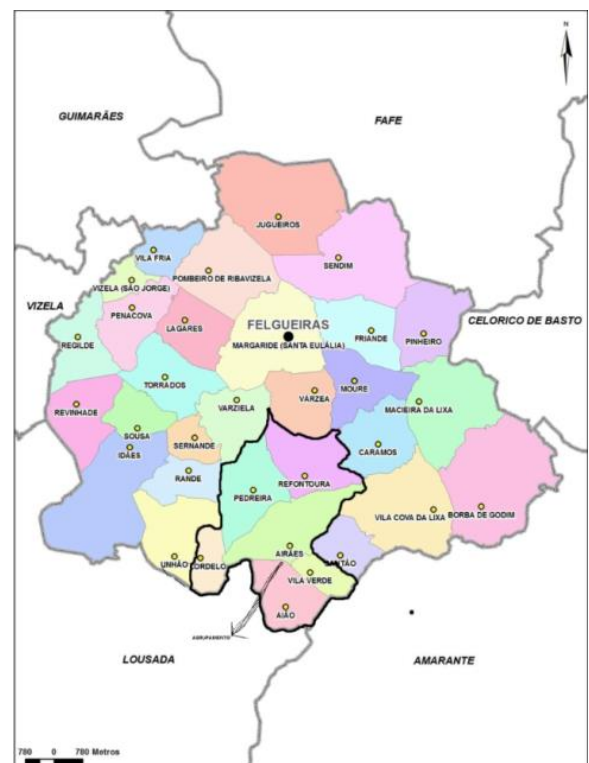 N
GUIMARÃES
FAFE
JUGUEIROS
VILA FRIA
SENDIM
POMBEIRO DE RIBAVIZELA
VIZELA (SÃO JORGE)
VIZELA
PENACOVA
CELORICO DE BASTO
LAGARES
FELGUEIRAS
REGILDE
MARGARIDE (SANTA EULÁLIA)
FRIANDE
PINHEIRO
TORRADOS
MOURE
VÁRZEA
REVINHADE
VARZIELA
MACIEIRA DA LIXA
SOUSA
SERNANDE
CARAMOS
IDÃES
RANDE
REFONTOURA
PEDREIRA
VILA COVA DA LIXA
BORBA DE GODIM
AIRÃES
UNHÃO
LORDELO
SANTÃO
VILA VERDE
AIÃO
AGRUPAMENTO
LOUSADA
AMARANTE
780 0 780 Metros